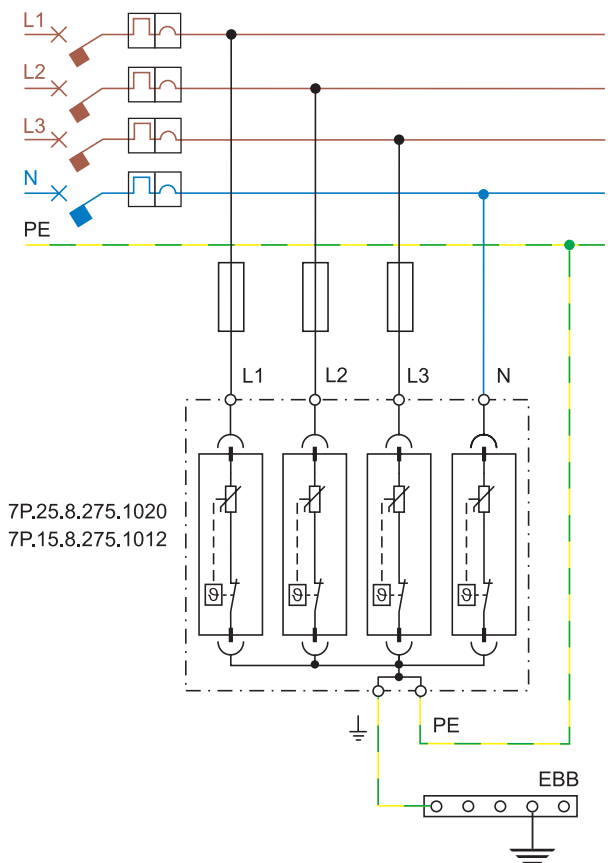 L1
L2
L3
N
PE
L1 L2 L3 N
7P.25.8.275.1020
7P.15.8.275.1012
ϑ ϑ ϑ ϑ
PE
EBB